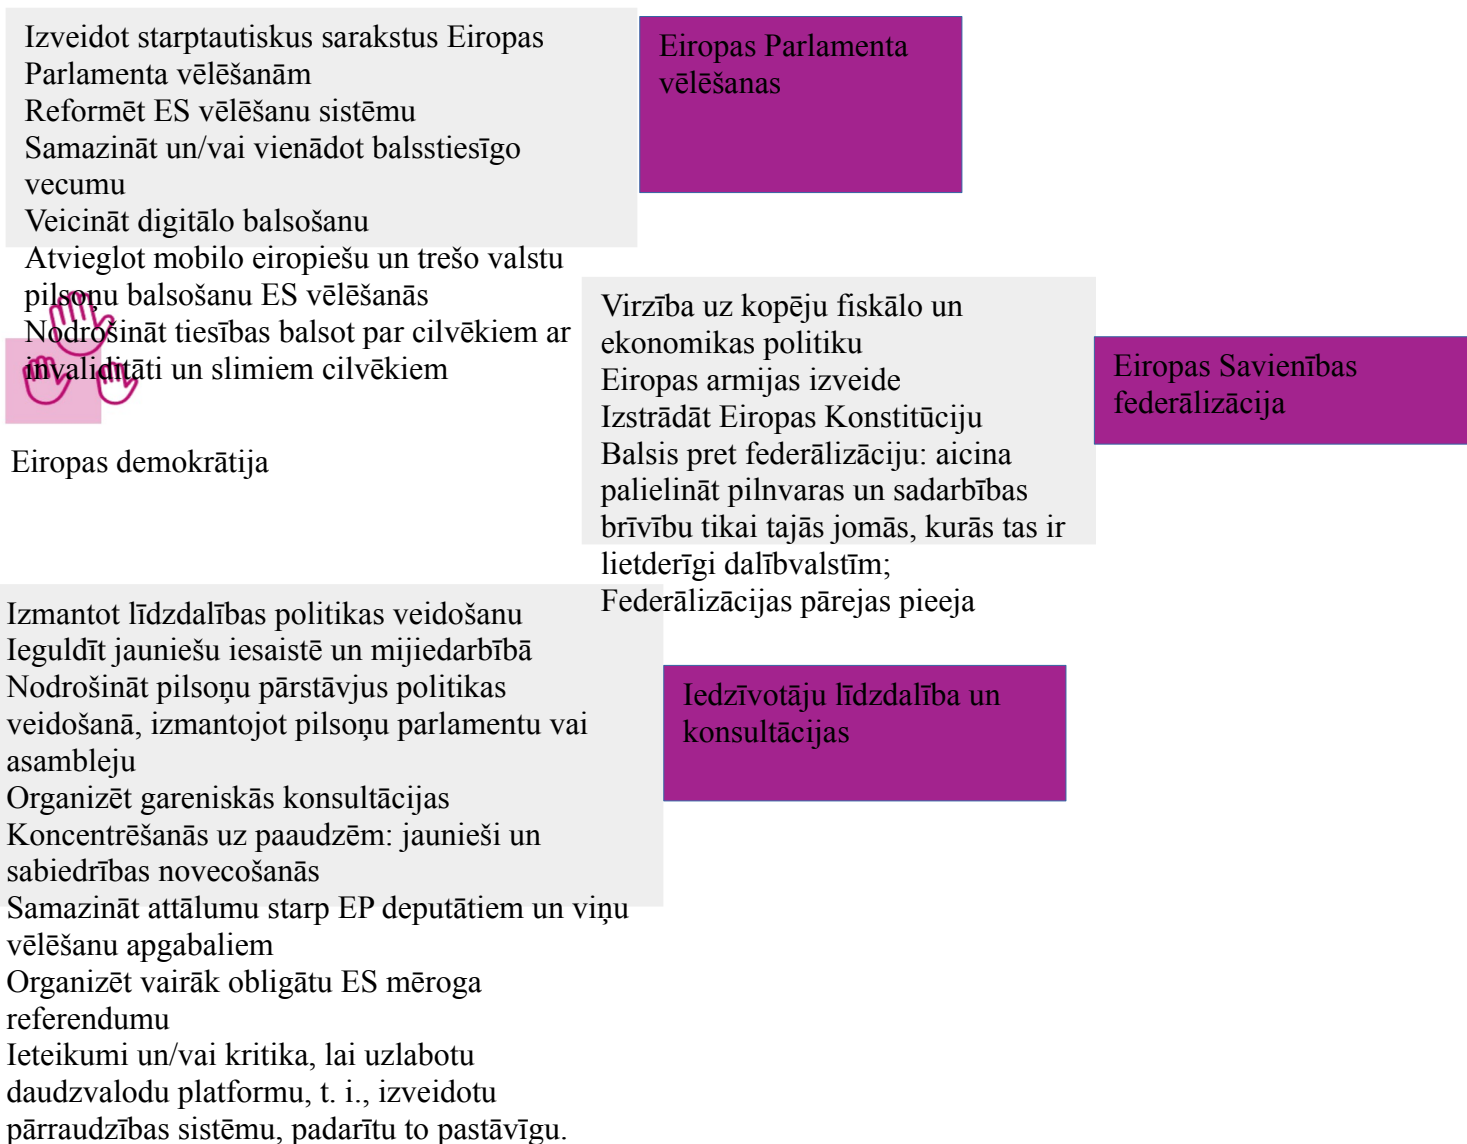 Izveidot starptautiskus sarakstus Eiropas
Parlamenta vēlēšanām
Reformēt ES vēlēšanu sistēmu
Samazināt un/vai vienādot balsstiesīgo
vecumu
Veicināt digitālo balsošanu
Atvieglot mobilo eiropiešu un trešo valstu
pilsoņu balsošanu ES vēlēšanās
Nodrošināt tiesības balsot par cilvēkiem ar
invaliditāti un slimiem cilvēkiem
Eiropas Parlamenta
vēlēšanas
Eiropas demokrātija
Virzība uz kopēju fiskālo un
ekonomikas politiku
Eiropas armijas izveide
Izstrādāt Eiropas Konstitūciju
Balsis pret federālizāciju: aicina
palielināt pilnvaras un sadarbības
brīvību tikai tajās jomās, kurās tas ir
lietderīgi dalībvalstīm;
Federālizācijas pārejas pieeja
Eiropas Savienības
federālizācija
Izmantot līdzdalības politikas veidošanu
Ieguldīt jauniešu iesaistē un mijiedarbībā
Nodrošināt pilsoņu pārstāvjus politikas
veidošanā, izmantojot pilsoņu parlamentu vai
asambleju
Organizēt gareniskās konsultācijas
Koncentrēšanās uz paaudzēm: jaunieši un
sabiedrības novecošanās
Samazināt attālumu starp EP deputātiem un viņu
vēlēšanu apgabaliem
Organizēt vairāk obligātu ES mēroga
referendumu
Ieteikumi un/vai kritika, lai uzlabotu
daudzvalodu platformu, t. i., izveidotu
pārraudzības sistēmu, padarītu to pastāvīgu.
Iedzīvotāju līdzdalība un
konsultācijas